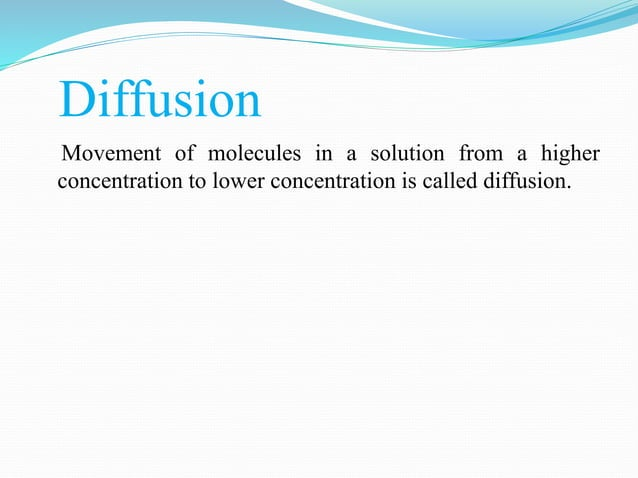 Diffusion
Movement of molecules in a solution from a higher
concentration to lower concentration is called diffusion.